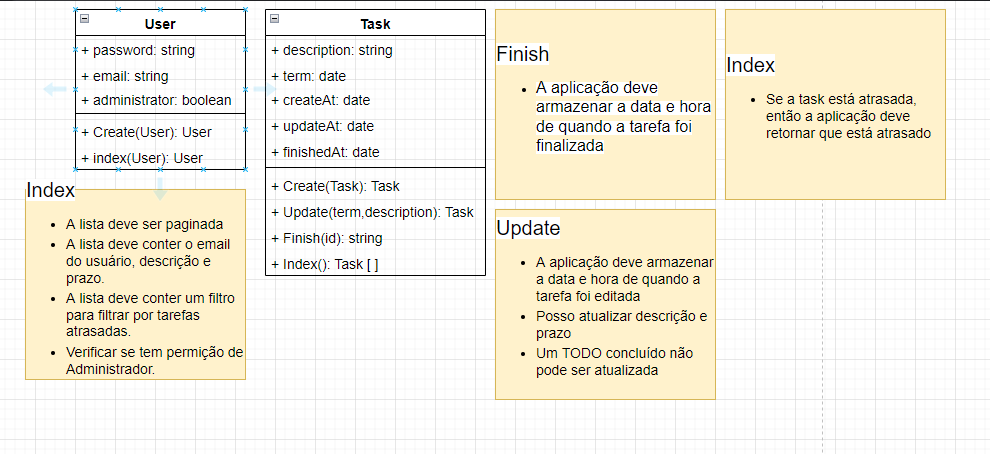 User
+ password: string
+ email: string
+ administrator: boolean
+ Create(User): User
+ index(User): User
Task
+ description: string
+ term: date
+ createAt: date
+ updateAt: date
+ finishedAt: date
+ Create(Task): Task
+ Update(term,description): Task
+ Finish(id): string
+ Index(): Task [ ]
Finish
• A aplicação deve
armazenar a data e hora
de quando a tarefa foi
finalizada
Index
• Se a task está atrasada,
então a aplicação deve
retornar que está atrasado
Index
• A lista deve ser paginada
• A lista deve conter o email
do usuário, descrição e
prazo.
• A lista deve conter um filtro
para filtrar por tarefas
atrasadas.
• Verificar se tem permição de
Administrador.
Update
• A aplicação deve armazenar
a data e hora de quando a
tarefa foi editada
• Posso atualizar descrição e
prazo
• Um TODO concluído não
pode ser atualizada